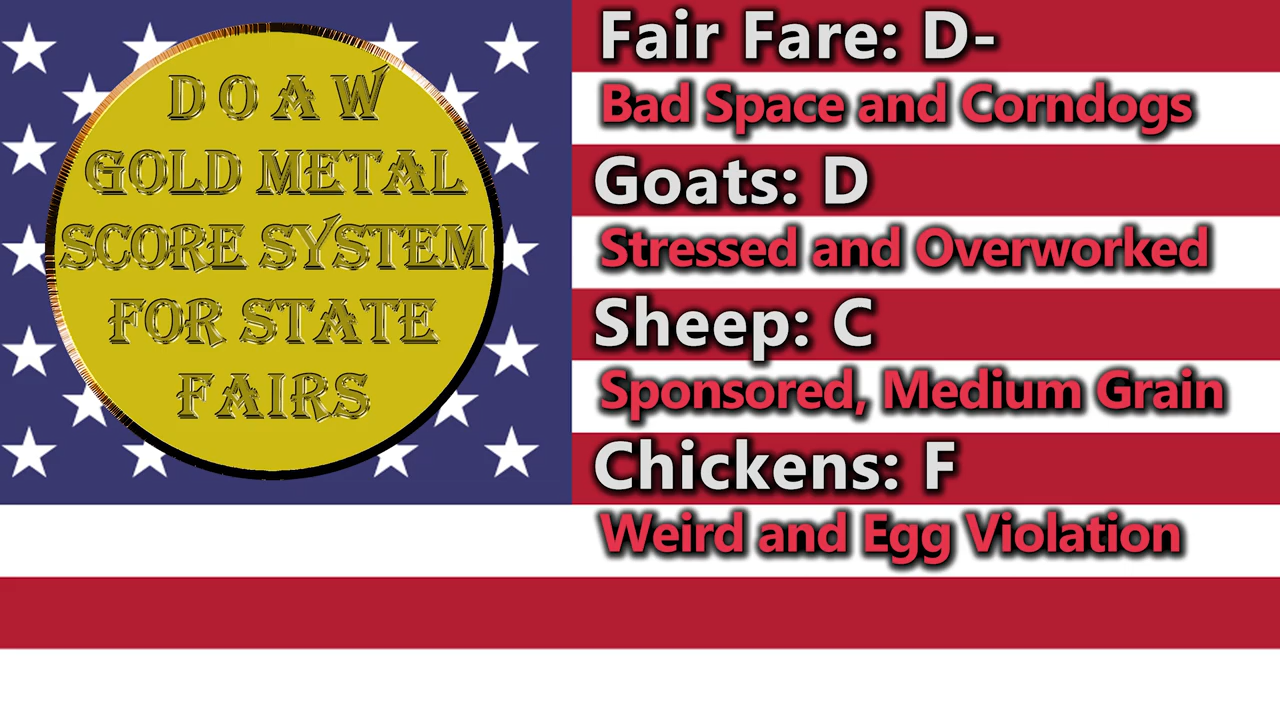 D O A W
GOLD METAL
SCORE SYSTEM
FOR STATE
FAIRS
Fair Fare: D-
Bad Space and Corndogs
Goats: D
Stressed and Overworked
Sheep: C
Sponsored, Medium Grain
Chickens: F
Weird and Egg Violation